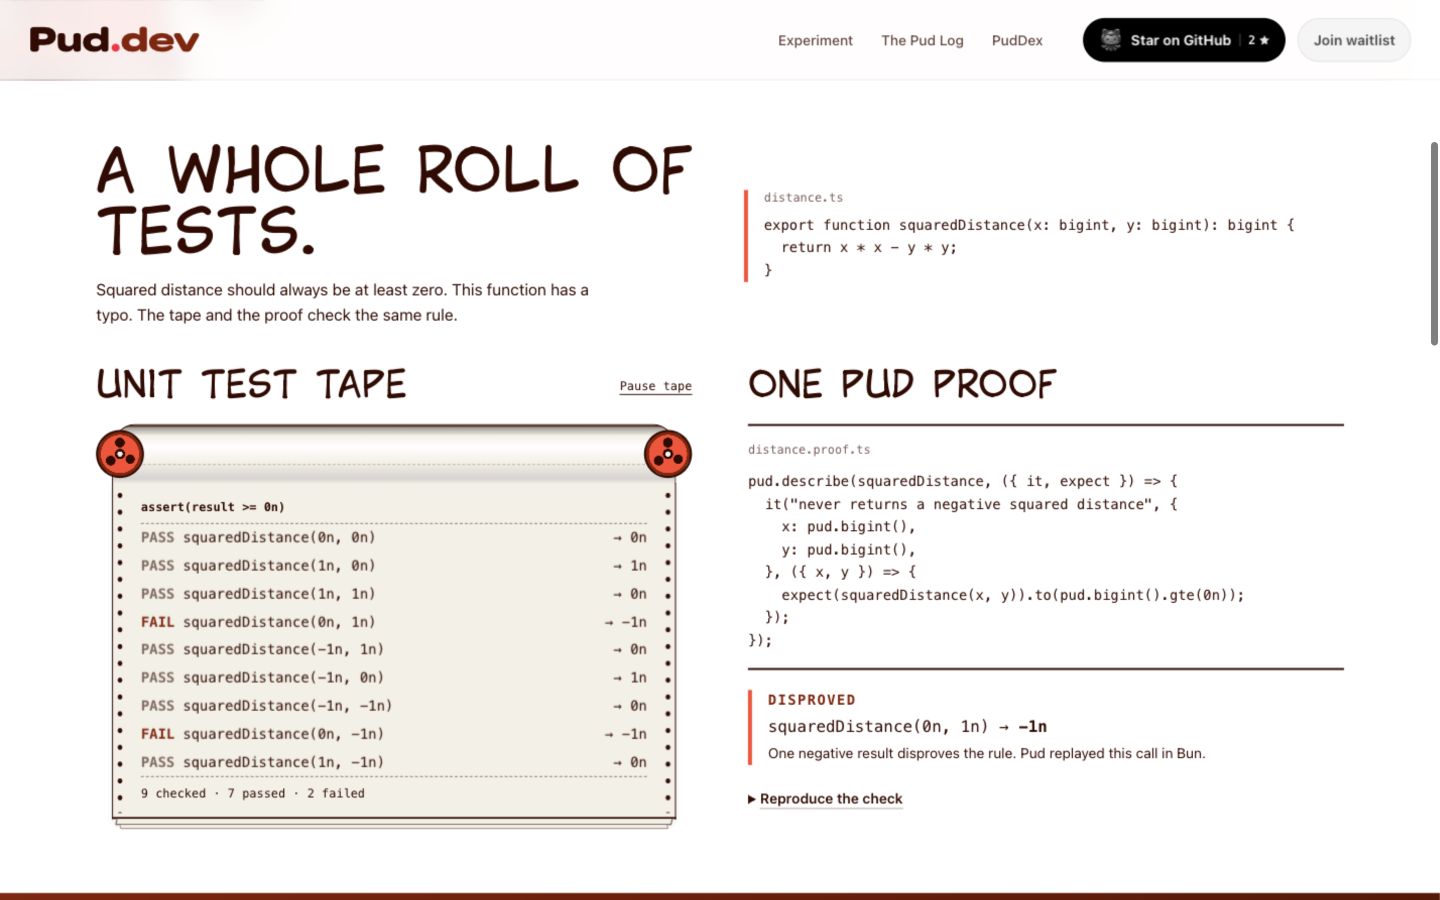 Pud.dev
Experiment
The Pud Log
PudDex
Star on GitHub | 2 ★
Join waitlist
A WHOLE ROLL OF
TESTS.
Squared distance should always be at least zero. This function has a
typo. The tape and the proof check the same rule.
distance.ts
export function squaredDistance(x: bigint, y: bigint): bigint {
  return x * x − y * y;
}
UNIT TEST TAPE
Pause tape
assert(result >= 0n)
PASS squaredDistance(0n, 0n) → 0n
PASS squaredDistance(1n, 0n) → 1n
PASS squaredDistance(1n, 1n) → 0n
FAIL squaredDistance(0n, 1n) → −1n
PASS squaredDistance(−1n, 1n) → 0n
PASS squaredDistance(−1n, 0n) → 1n
PASS squaredDistance(−1n, −1n) → 0n
FAIL squaredDistance(0n, −1n) → −1n
PASS squaredDistance(1n, −1n) → 0n
9 checked · 7 passed · 2 failed
ONE PUD PROOF
distance.proof.ts
pud.describe(squaredDistance, ({ it, expect }) => {
  it("never returns a negative squared distance", {
    x: pud.bigint(),
    y: pud.bigint(),
  }, ({ x, y }) => {
    expect(squaredDistance(x, y)).to(pud.bigint().gte(0n));
  });
});
DISPROVED
squaredDistance(0n, 1n) → −1n
One negative result disproves the rule. Pud replayed this call in Bun.
▶ Reproduce the check